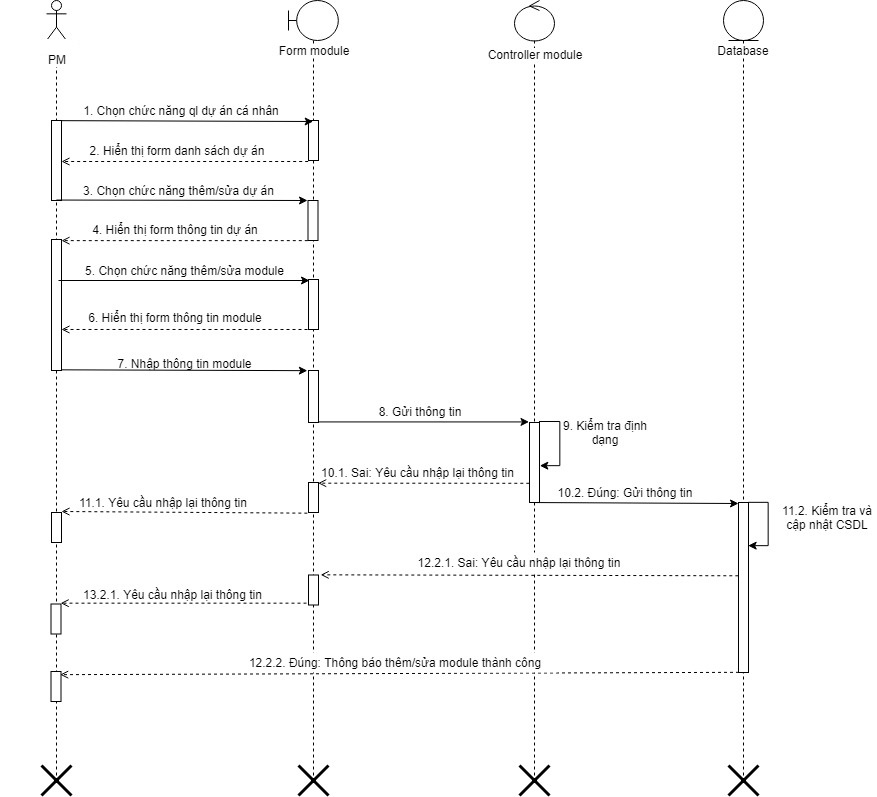 PM
Form module
Controller module
Database
1. Chọn chức năng ql dự án cá nhân
2. Hiển thị form danh sách dự án
3. Chọn chức năng thêm/sửa dự án
4. Hiển thị form thông tin dự án
5. Chọn chức năng thêm/sửa module
6. Hiển thị form thông tin module
7. Nhập thông tin module
8. Gửi thông tin
9. Kiểm tra định
dạng
10.1. Sai: Yêu cầu nhập lại thông tin
10.2. Đúng: Gửi thông tin
11.1. Yêu cầu nhập lại thông tin
11.2. Kiểm tra và
cập nhật CSDL
12.2.1. Sai: Yêu cầu nhập lại thông tin
13.2.1. Yêu cầu nhập lại thông tin
12.2.2. Đúng: Thông báo thêm/sửa module thành công